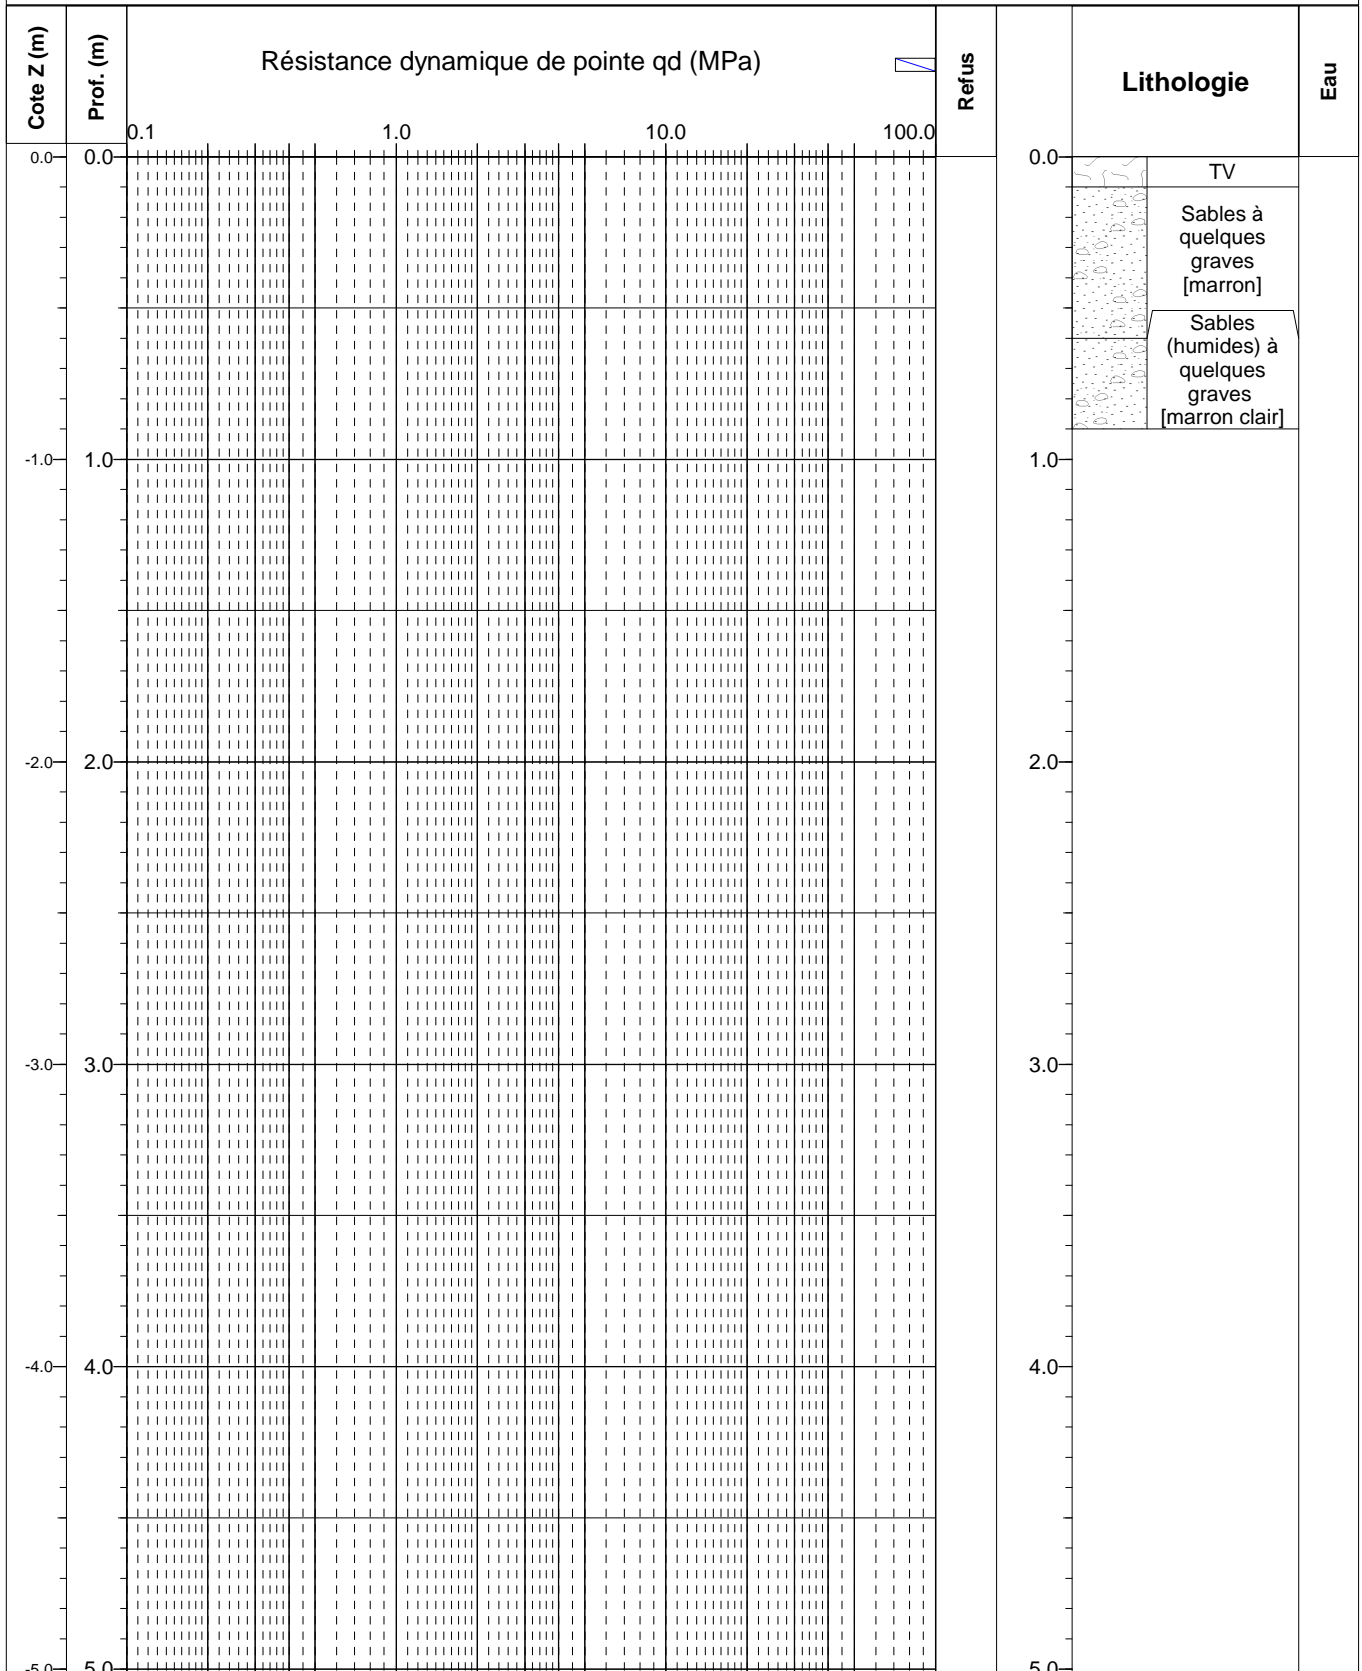 Cote Z (m)
Prof. (m)
Résistance dynamique de pointe qd (MPa)
Refus
Lithologie
Eau
0.1 1.0 10.0 100.0
0.0 0.0 0.0
TV
Sables à
quelques
graves
[marron]
Sables
(humides) à
quelques
graves
[marron clair]
-1.0 1.0 1.0
-2.0 2.0 2.0
-3.0 3.0 3.0
-4.0 4.0 4.0
-5.0 5.0 5.0